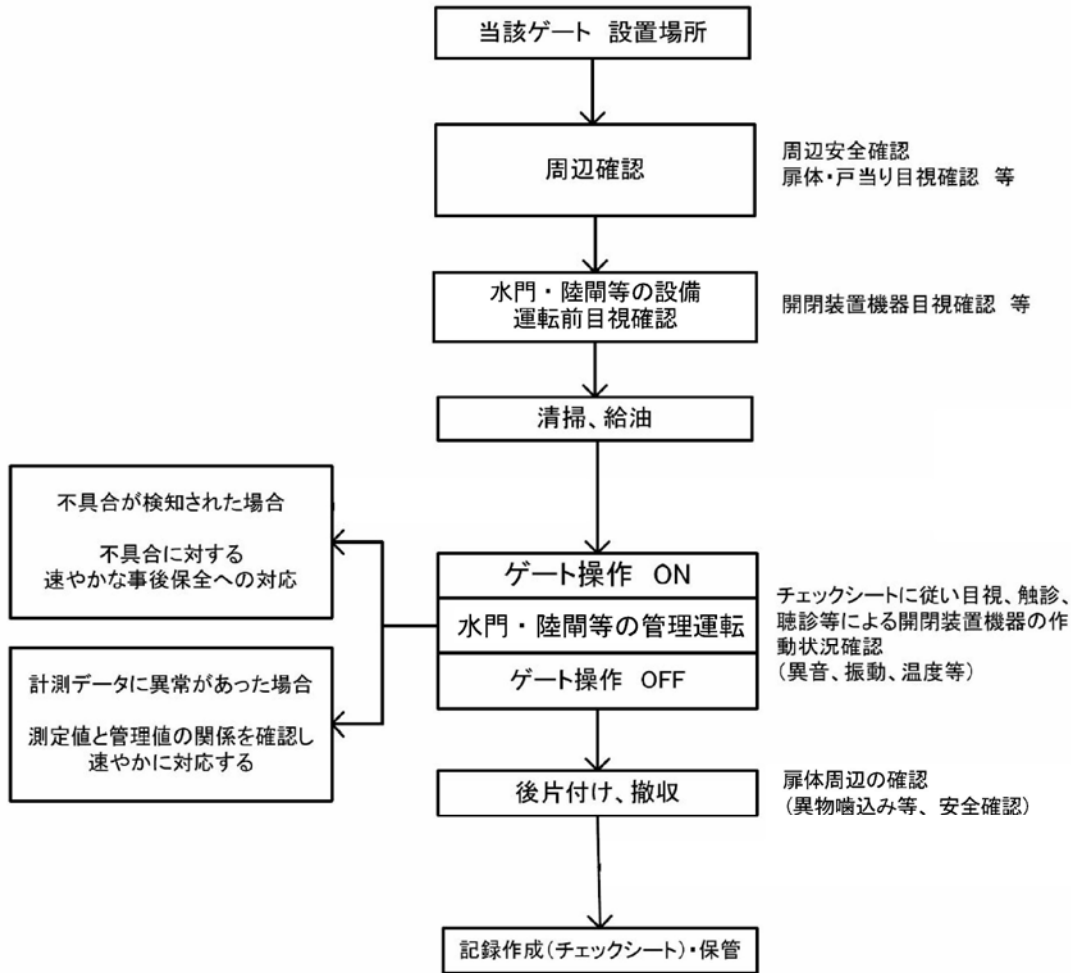 当該ゲート 設置場所
周辺確認
周辺安全確認
扉体・戸当り目視確認 等
水門・陸閘等の設備
運転前目視確認
開閉装置機器目視確認 等
清掃、給油
不具合が検知された場合
不具合に対する
速やかな事後保全への対応
ゲート操作 ON
水門・陸閘等の管理運転
ゲート操作 OFF
チェックシートに従い目視、触診、
聴診等による開閉装置機器の作
動状況確認
(異音、振動、温度等)
計測データに異常があった場合
測定値と管理値の関係を確認し
速やかに対応する
後片付け、撤収
扉体周辺の確認
(異物噛込み等、安全確認)
記録作成(チェックシート)・保管